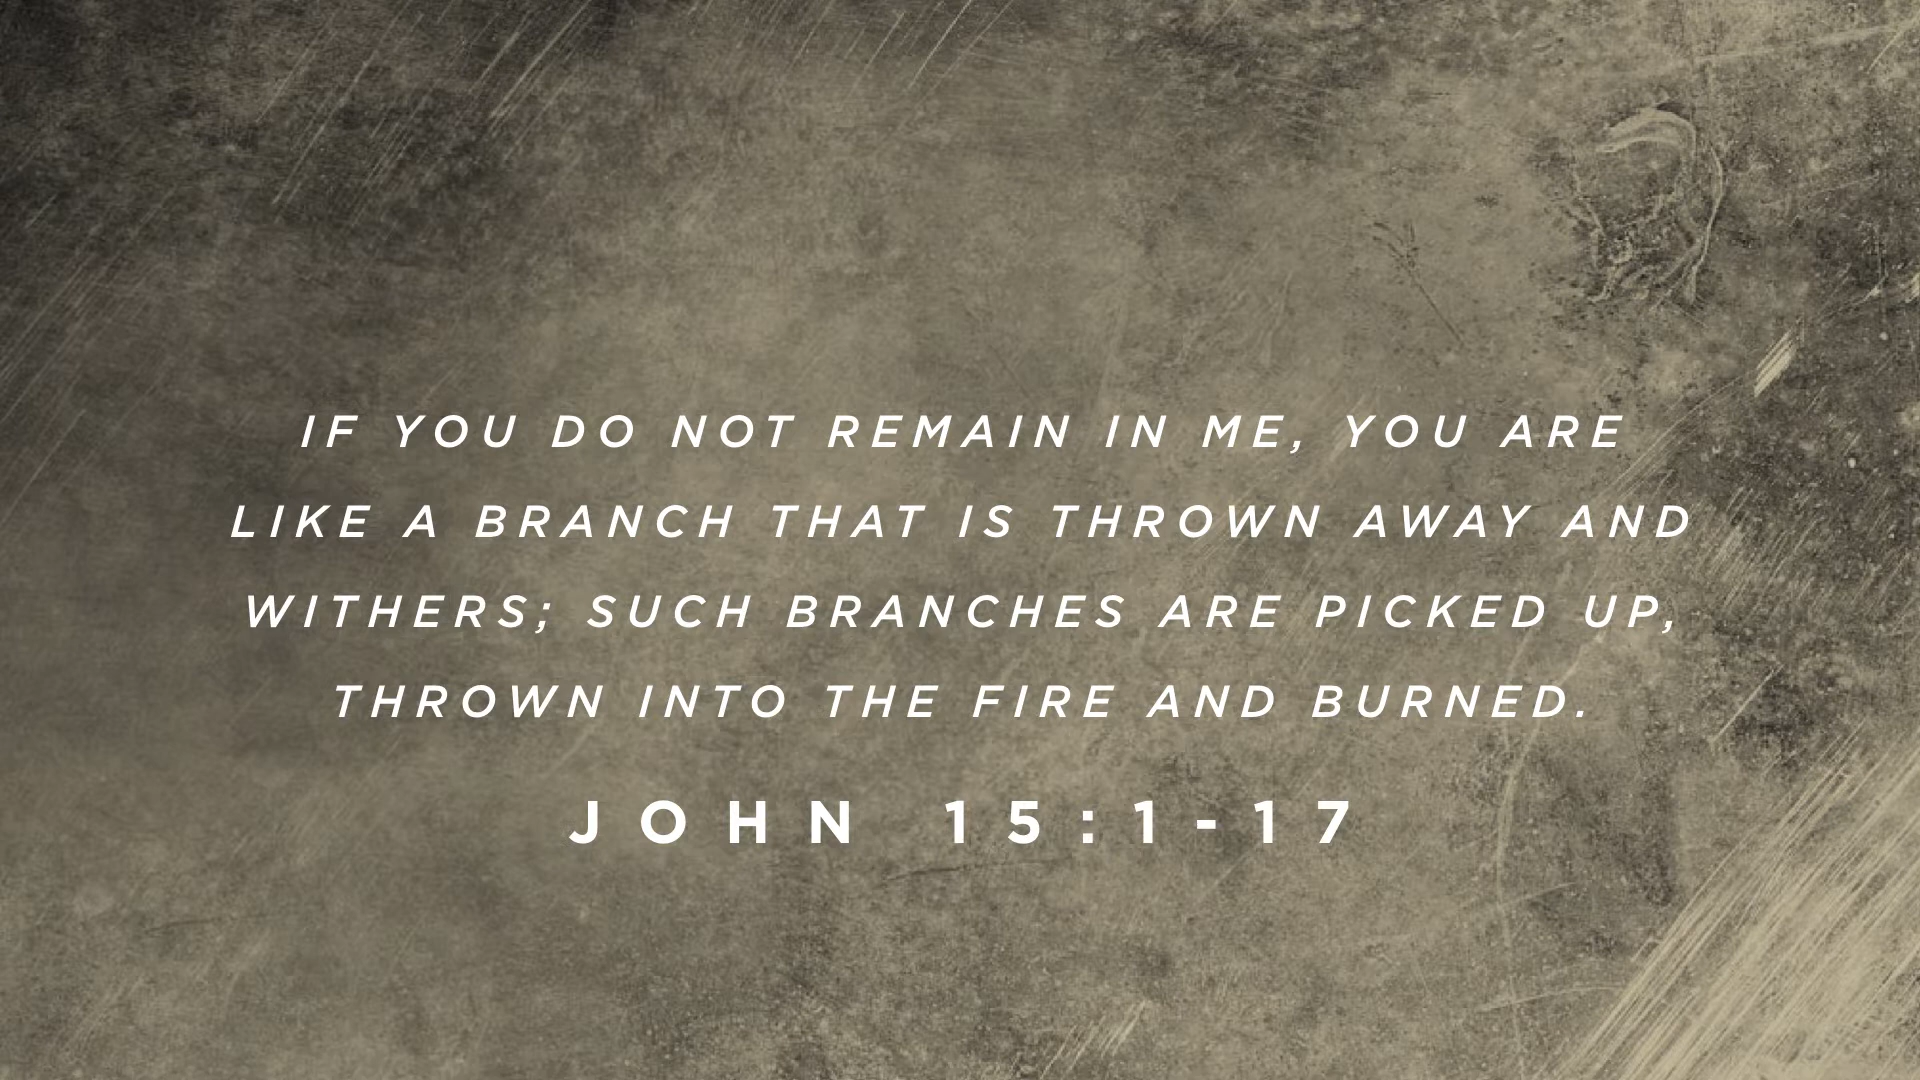 IF YOU DO NOT REMAIN IN ME, YOU ARE
LIKE A BRANCH THAT IS THROWN AWAY AND
WITHERS; SUCH BRANCHES ARE PICKED UP,
THROWN INTO THE FIRE AND BURNED.
JOHN 15:1-17